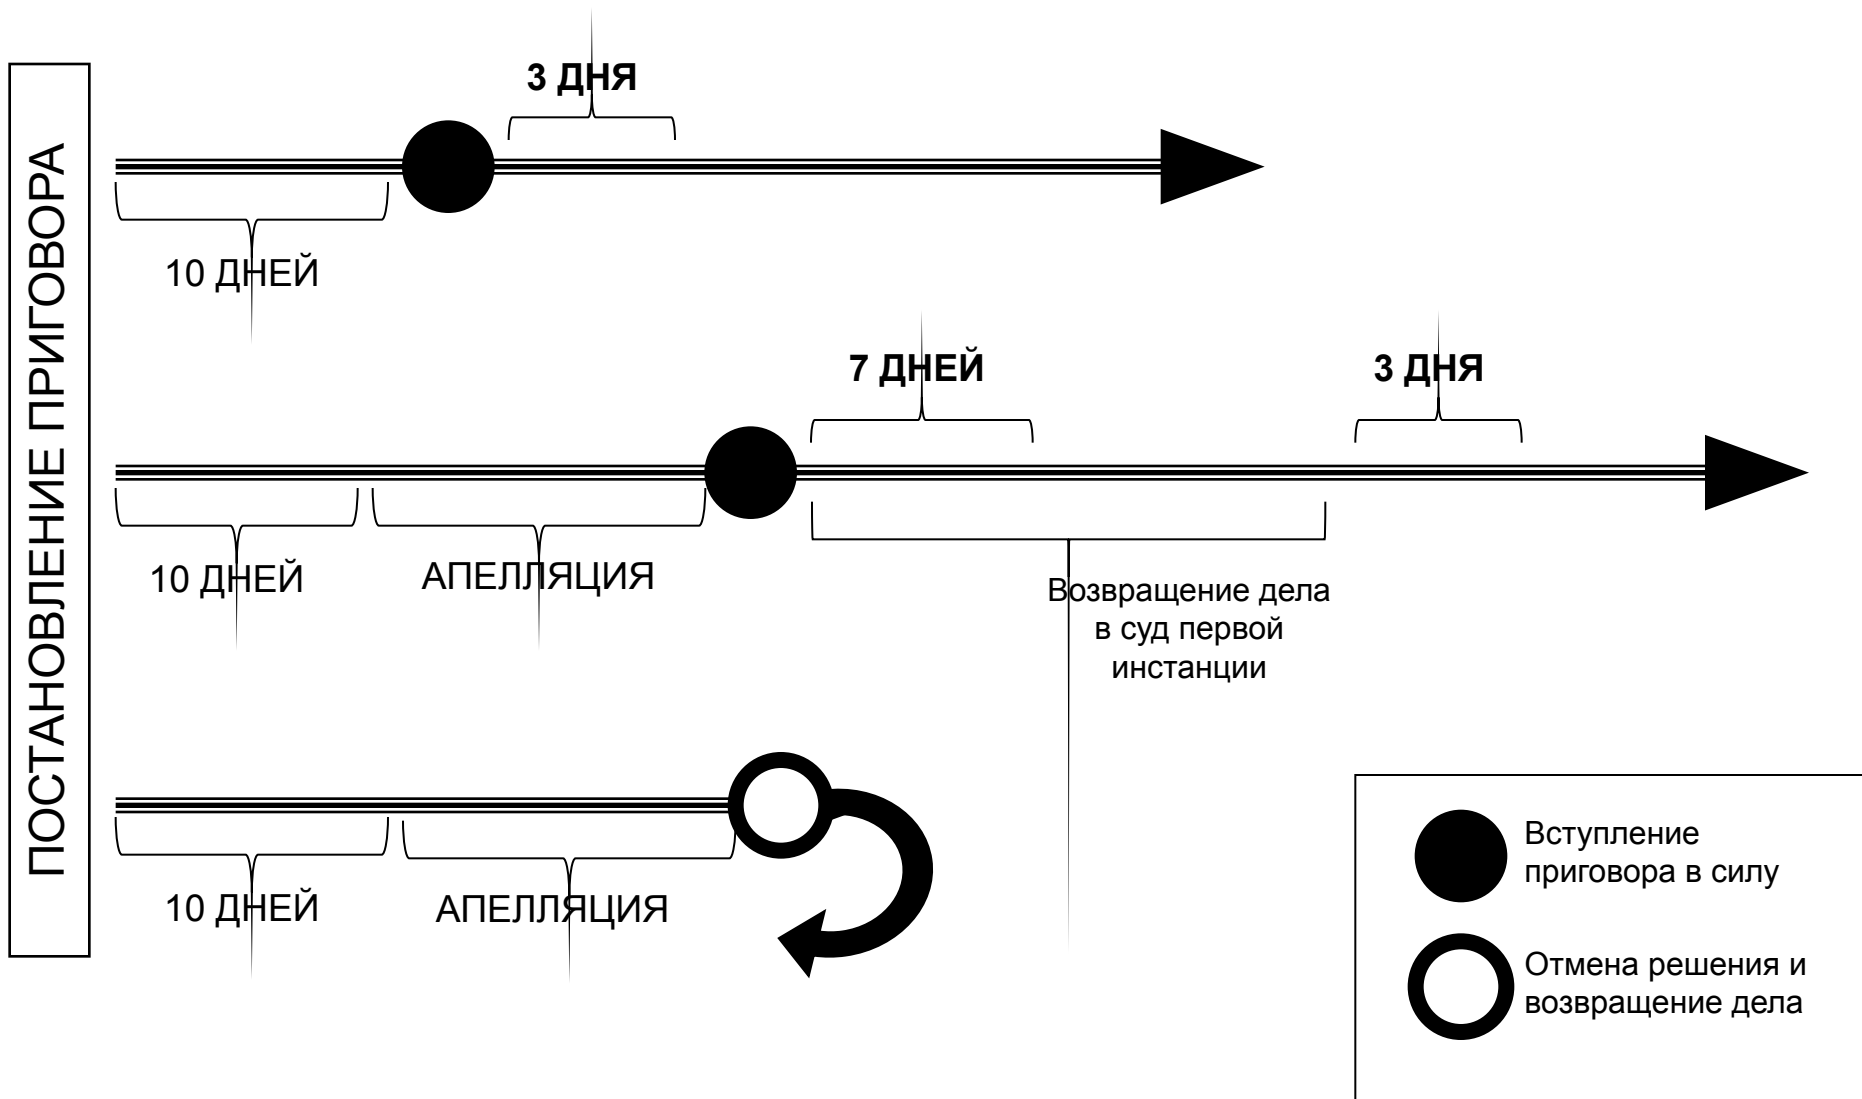 ПОСТАНОВЛЕНИЕ ПРИГОВОРА
3 ДНЯ
10 ДНЕЙ
7 ДНЕЙ
3 ДНЯ
10 ДНЕЙ
АПЕЛЛЯЦИЯ
Возвращение дела
в суд первой
инстанции
10 ДНЕЙ
АПЕЛЛЯЦИЯ
Вступление
приговора в силу
Отмена решения и
возвращение дела